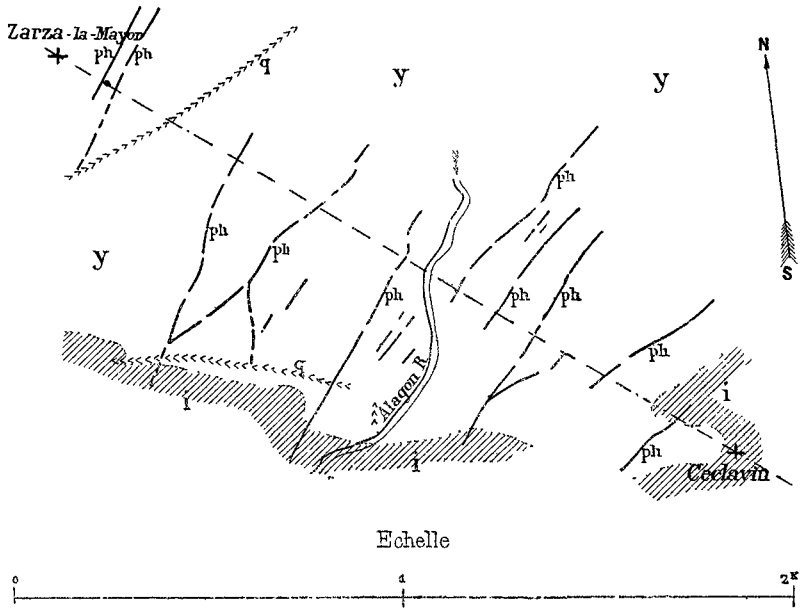 Zarza-la-Mayor
ph ph
q
y
y
N
ph
ph
ph
y
S
ph
ph
ph
ph
q
Alagon R.
i
ph
i
ph
Ceclavin
i
Echelle
0 1 2K